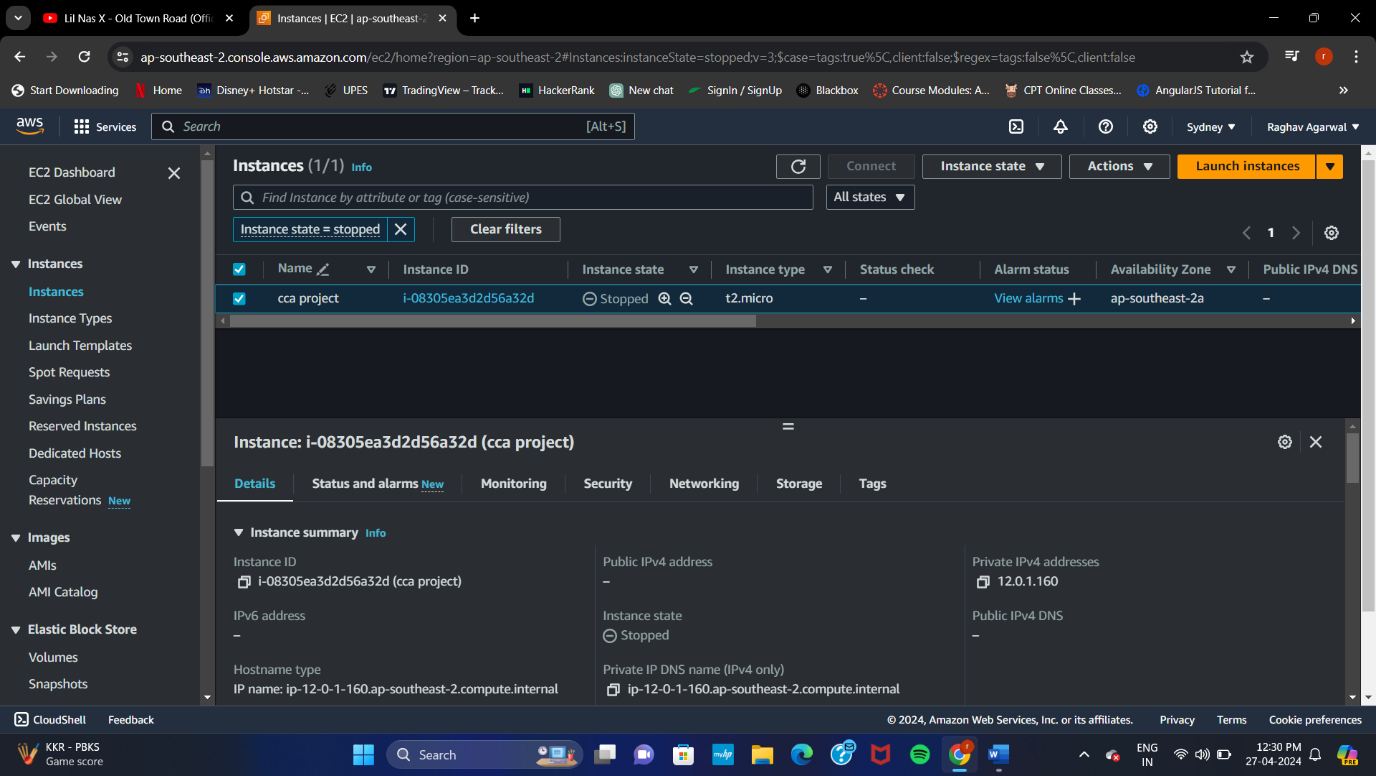 Lil Nas X - Old Town Road (Offic
Instances | EC2 | ap-southeast-2
ap-southeast-2.console.aws.amazon.com/ec2/home?region=ap-southeast-2#Instances:instanceState=stopped;v=3;$case=tags:true%5C,client:false;$regex=tags:false%5C,client:false
r
Start Downloading Home Disney+ Hotstar -... UPES TradingView – Track... HackerRank New chat SignIn / SignUp Blackbox Course Modules: A... CPT Online Classes... AngularJS Tutorial f... »
aws Services Search [Alt+S] Sydney Raghav Agarwal
EC2 Dashboard
EC2 Global View
Events
Instances
Instances
Instance Types
Launch Templates
Spot Requests
Savings Plans
Reserved Instances
Dedicated Hosts
Capacity
Reservations New
Images
AMIs
AMI Catalog
Elastic Block Store
Volumes
Snapshots
Instances (1/1) Info Connect Instance state Actions Launch instances
Find Instance by attribute or tag (case-sensitive) All states
Instance state = stopped Clear filters 1
Name Instance ID Instance state Instance type Status check Alarm status Availability Zone Public IPv4 DNS
cca project i-08305ea3d2d56a32d Stopped t2.micro – View alarms + ap-southeast-2a –
Instance: i-08305ea3d2d56a32d (cca project)
Details Status and alarms New Monitoring Security Networking Storage Tags
Instance summary Info
Instance ID Public IPv4 address Private IPv4 addresses
i-08305ea3d2d56a32d (cca project) – 12.0.1.160
IPv6 address Instance state Public IPv4 DNS
– Stopped –
Hostname type Private IP DNS name (IPv4 only)
IP name: ip-12-0-1-160.ap-southeast-2.compute.internal ip-12-0-1-160.ap-southeast-2.compute.internal
CloudShell Feedback © 2024, Amazon Web Services, Inc. or its affiliates. Privacy Terms Cookie preferences
KKR - PBKS
Game score
Search
ENG
IN
12:30 PM
27-04-2024